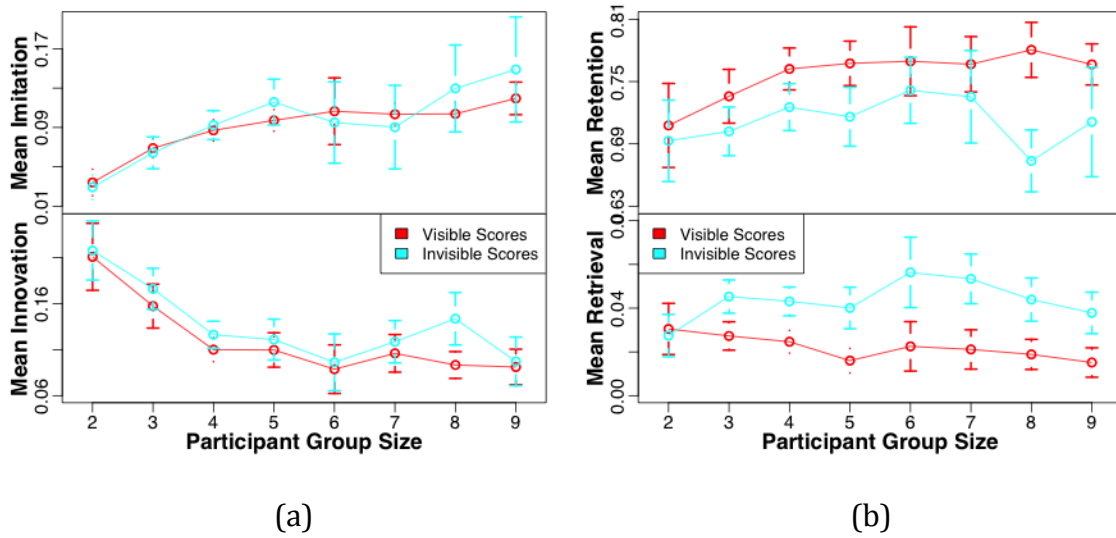 Mean Imitation
0.17
0.09
0.01
Mean Innovation
0.16
0.06
Visible Scores
Invisible Scores
2 3 4 5 6 7 8 9
Participant Group Size
(a)
Mean Retention
0.81
0.75
0.69
0.63
Mean Retrieval
0.04
0.00
Visible Scores
Invisible Scores
2 3 4 5 6 7 8 9
Participant Group Size
(b)